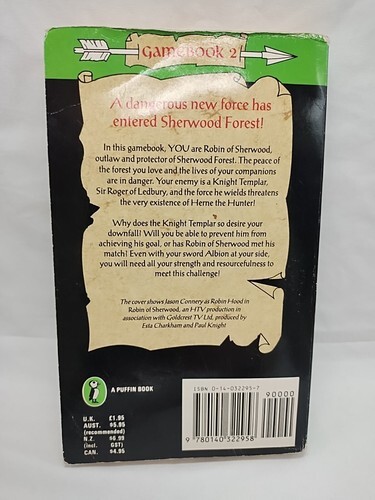 GAMEBOOK 2
A dangerous new force has
entered Sherwood Forest!
In this gamebook, YOU are Robin of Sherwood,
outlaw and protector of Sherwood Forest. The peace of
the forest you love and the lives of your companions
are in danger. Your enemy is a Knight Templar,
Sir Roger of Ledbury, and the force he wields threatens
the very existence of Herne the Hunter!
Why does the Knight Templar so desire your
downfall? Will you be able to prevent him from
achieving his goal, or has Robin of Sherwood met his
match? Even with your sword Albion at your side,
you will need all your strength and resourcefulness to
meet this challenge!
The cover shows Jason Connery as Robin Hood in
Robin of Sherwood, an HTV production in
association with Goldcrest TV Ltd, produced by
Esta Charkham and Paul Knight
A PUFFIN BOOK
U.K. £1.95
AUST. $5.95
(recommended)
N.Z. $6.99
(incl. GST)
CAN. $4.95
ISBN 0-14-032295-7
90000
9 780140 322958